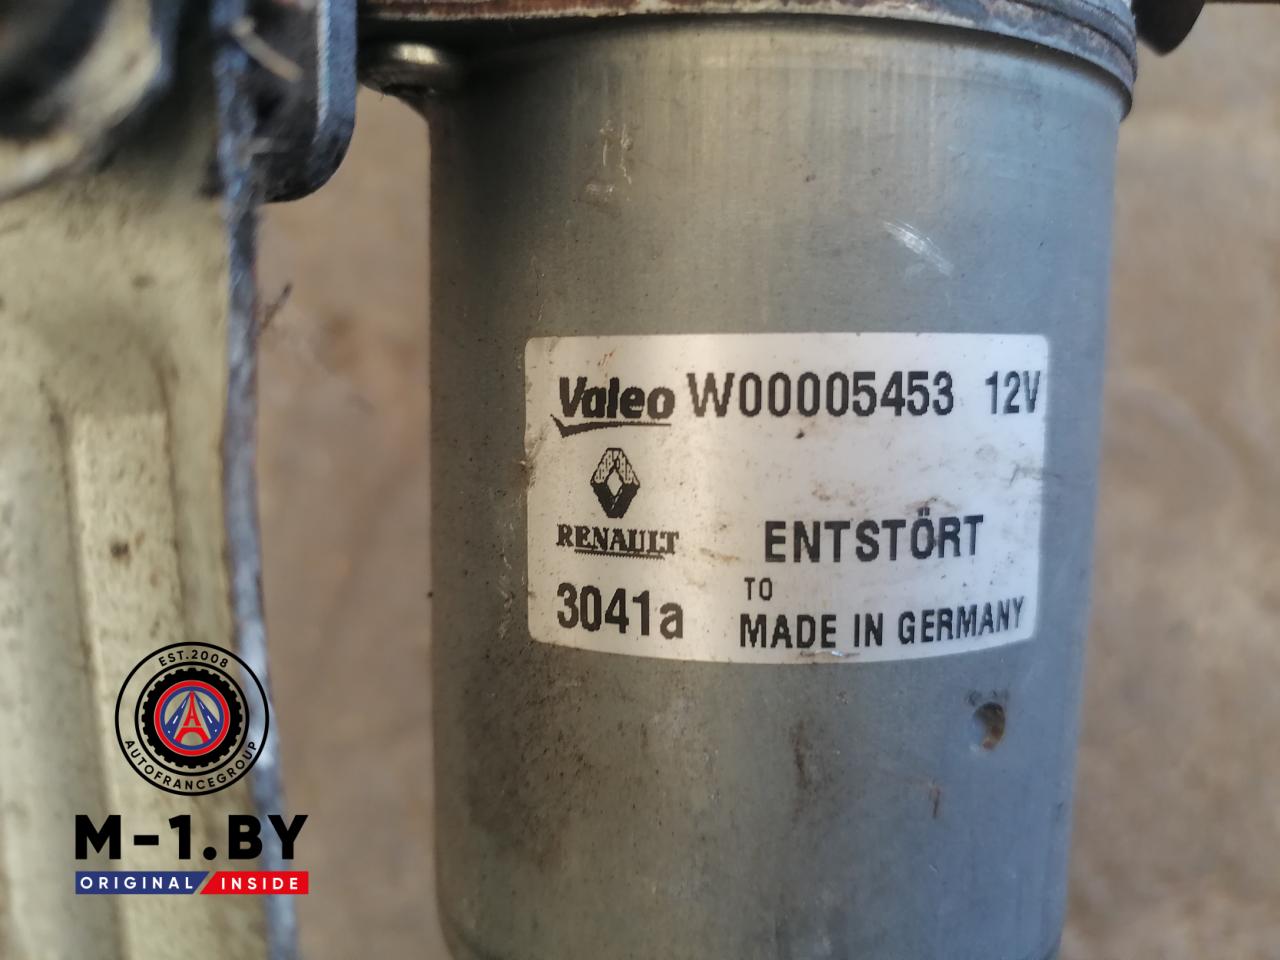 Valeo W00005453 12V
RENAULT
ENTSTÖRT
3041a
TO
MADE IN GERMANY
EST.2008
AUTOFRANCEGROUP
M-1.BY
ORIGINAL / INSIDE